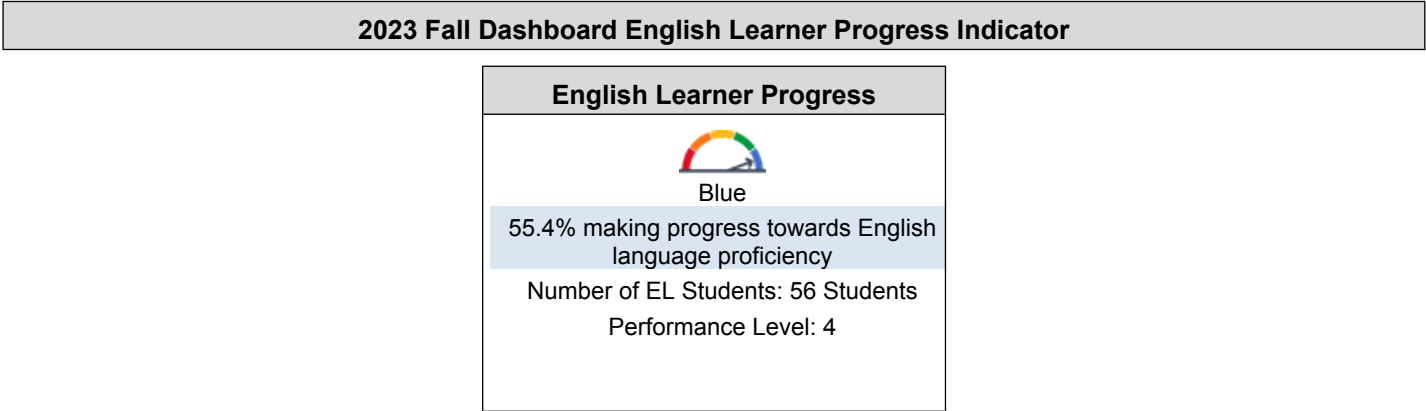 2023 Fall Dashboard English Learner Progress Indicator
English Learner Progress
Blue
55.4% making progress towards English
language proficiency
Number of EL Students: 56 Students
Performance Level: 4